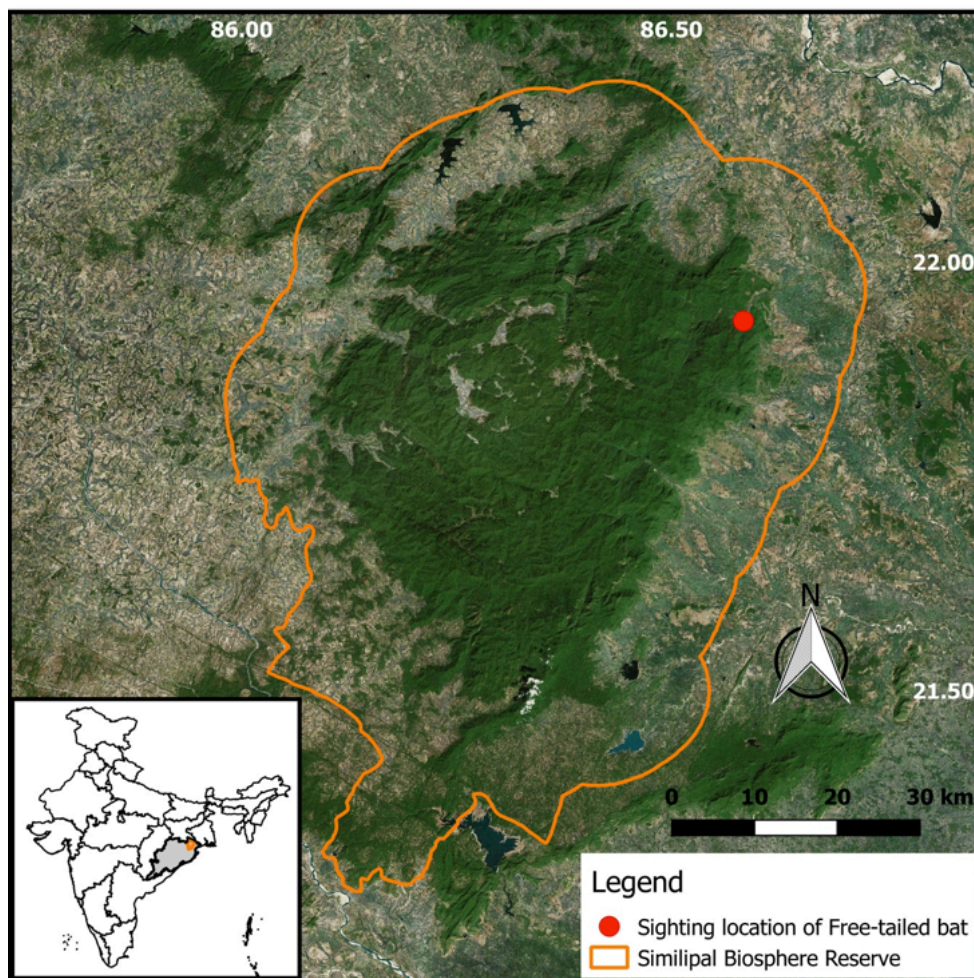 86.00
86.50
22.00
N
21.50
0 10 20 30 km
Legend
Sighting location of Free-tailed bat
Similipal Biosphere Reserve